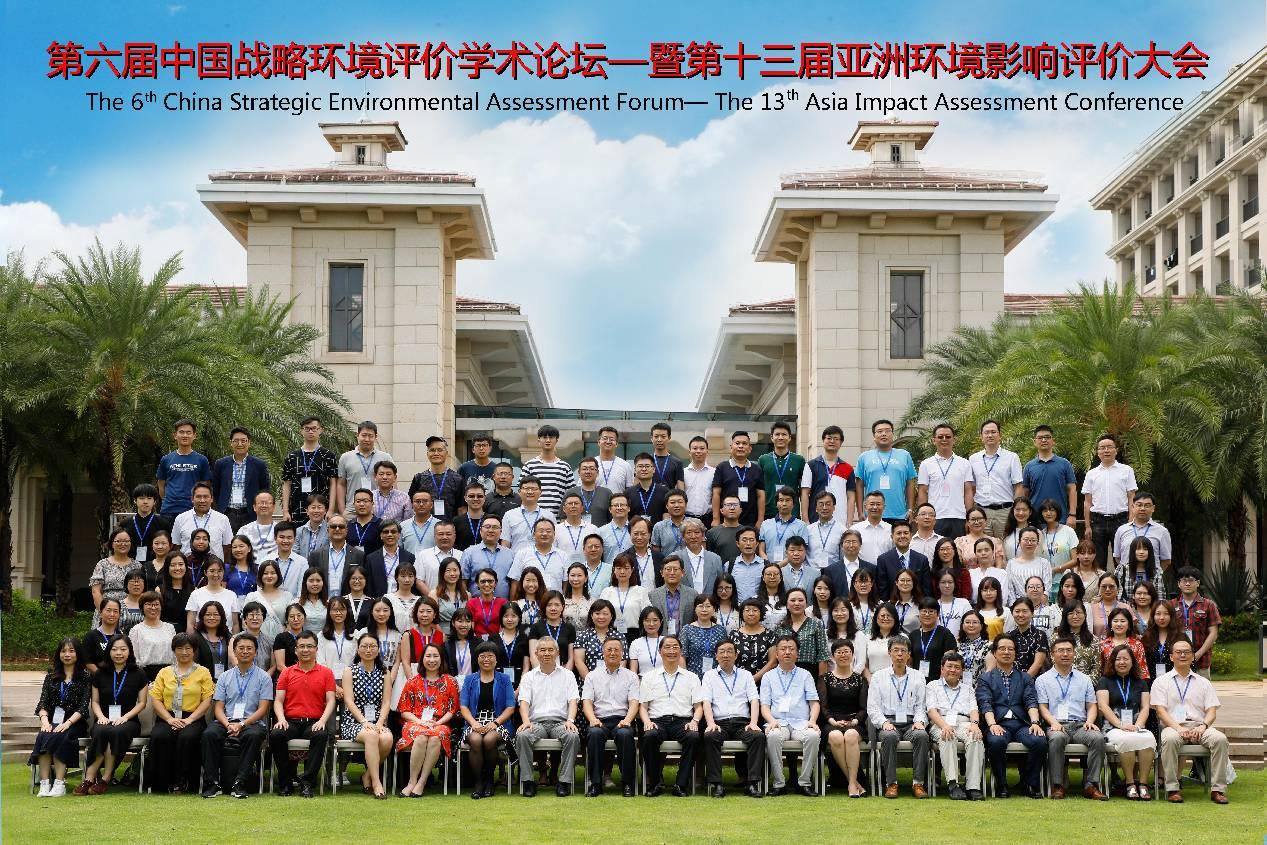 第六届中国战略环境评价学术论坛—暨第十三届亚洲环境影响评价大会
The 6th China Strategic Environmental Assessment Forum— The 13th Asia Impact Assessment Conference